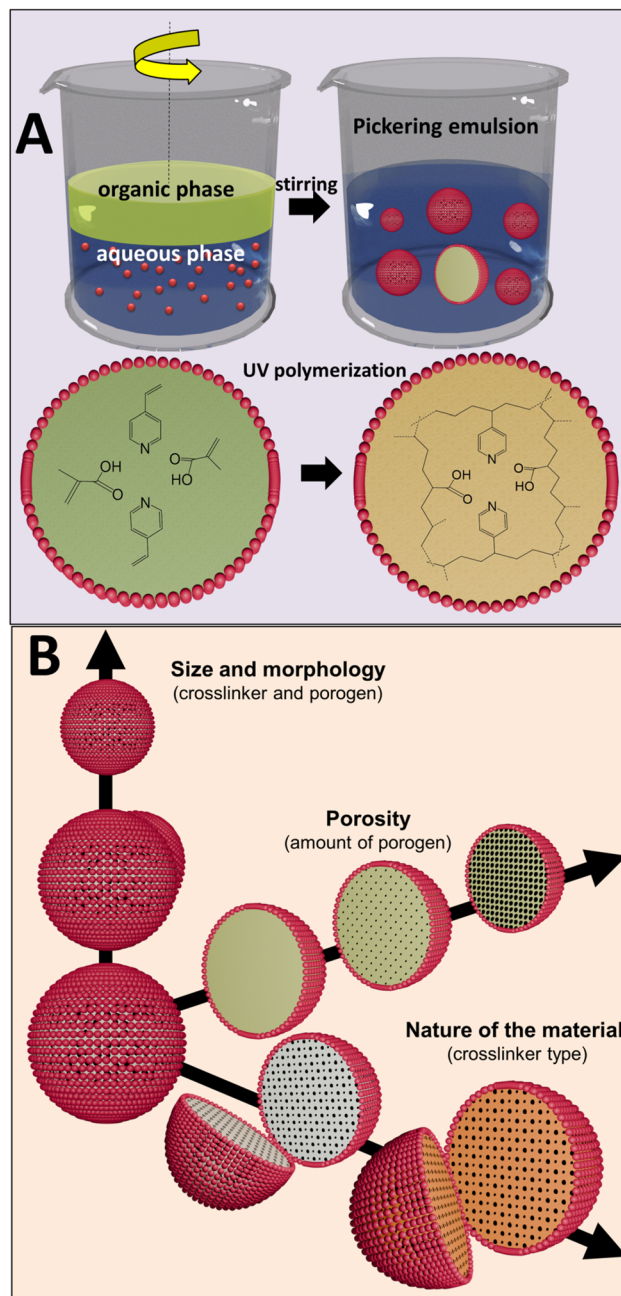 A
Pickering emulsion
organic phase
stirring
aqueous phase
UV polymerization
N
OH
O
O
HO
N
N
OH
O
O
HO
N
B
Size and morphology
(crosslinker and porogen)
Porosity
(amount of porogen)
Nature of the material
(crosslinker type)